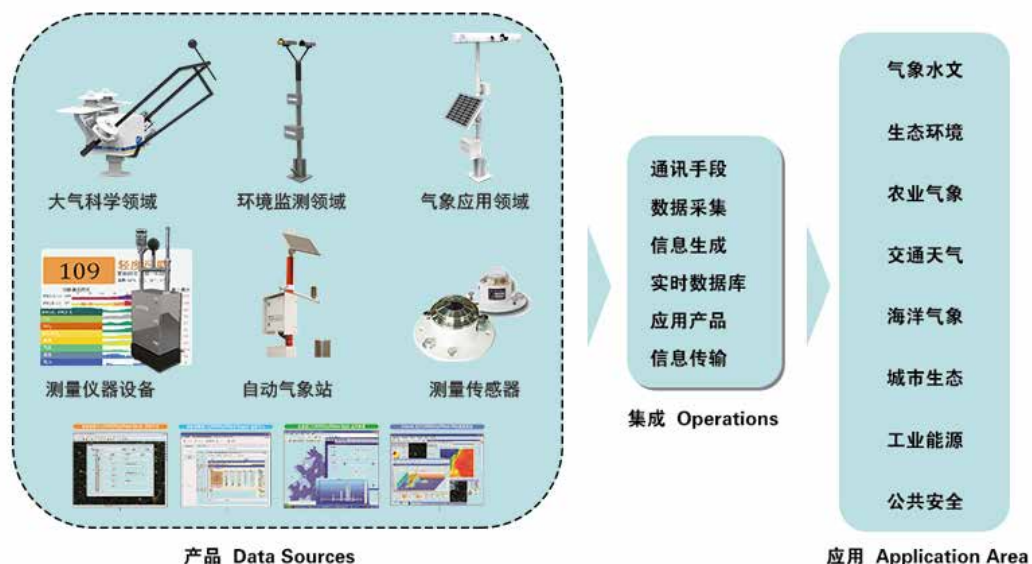 大气科学领域
环境监测领域
气象应用领域
109
测量仪器设备
自动气象站
测量传感器
产品 Data Sources
通讯手段
数据采集
信息生成
实时数据库
应用产品
信息传输
集成 Operations
气象水文
生态环境
农业气象
交通天气
海洋气象
城市生态
工业能源
公共安全
应用 Application Area